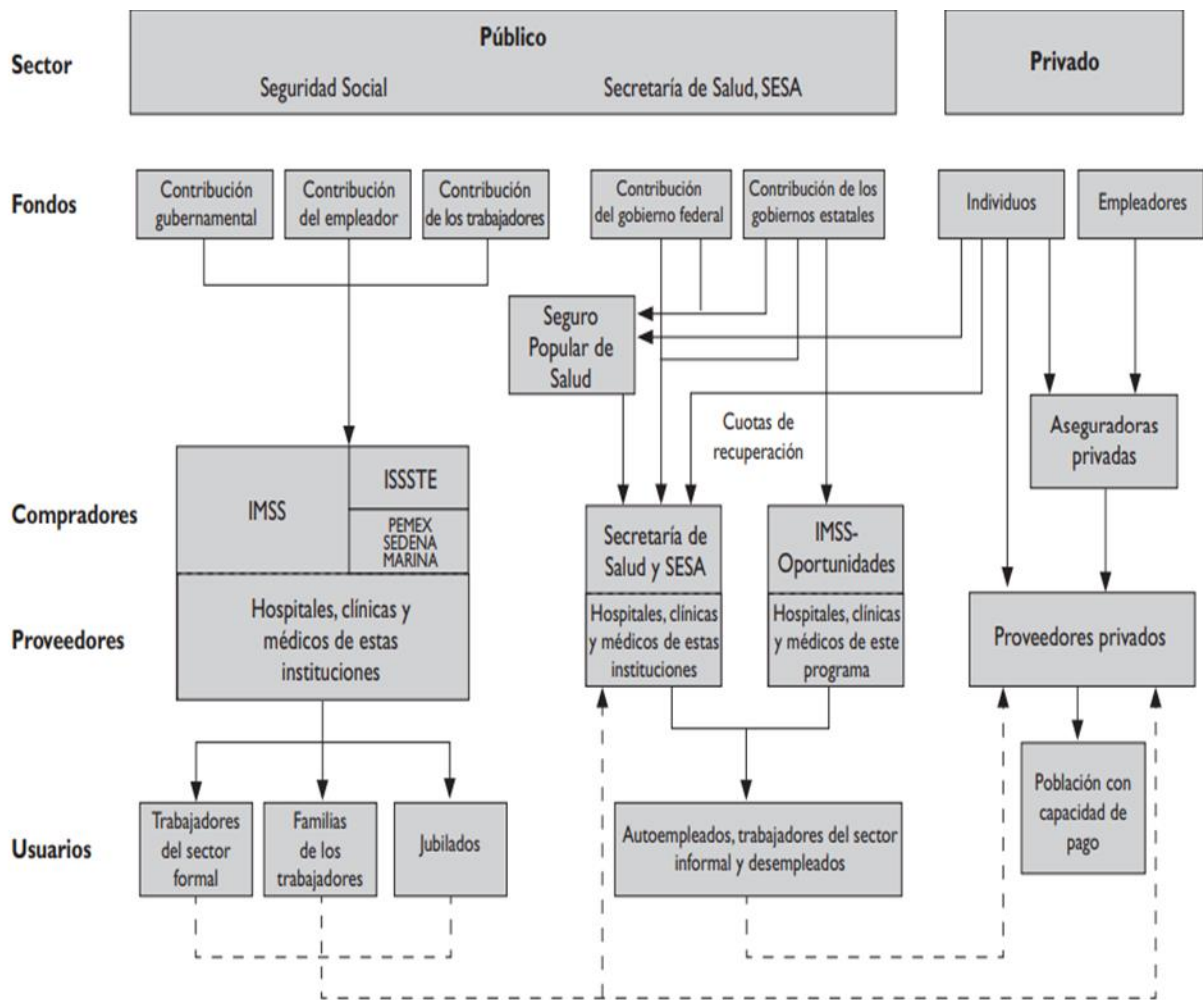 Sector
Público
Seguridad Social
Secretaría de Salud, SESA
Privado
Fondos
Contribución
gubernamental
Contribución
del empleador
Contribución
de los trabajadores
Contribución
del gobierno federal
Contribución de los
gobiernos estatales
Individuos
Empleadores
Seguro
Popular de
Salud
Cuotas de
recuperación
Aseguradoras
privadas
Compradores
IMSS
ISSSTE
PEMEX
SEDENA
MARINA
Secretaría de
Salud y SESA
IMSS-
Oportunidades
Proveedores
Hospitales, clínicas y
médicos de estas
instituciones
Hospitales, clínicas
y médicos de estas
instituciones
Hospitales, clínicas
y médicos de este
programa
Proveedores privados
Usuarios
Trabajadores
del sector
formal
Familias
de los
trabajadores
Jubilados
Autoempleados, trabajadores del sector
informal y desempleados
Población con
capacidad de
pago